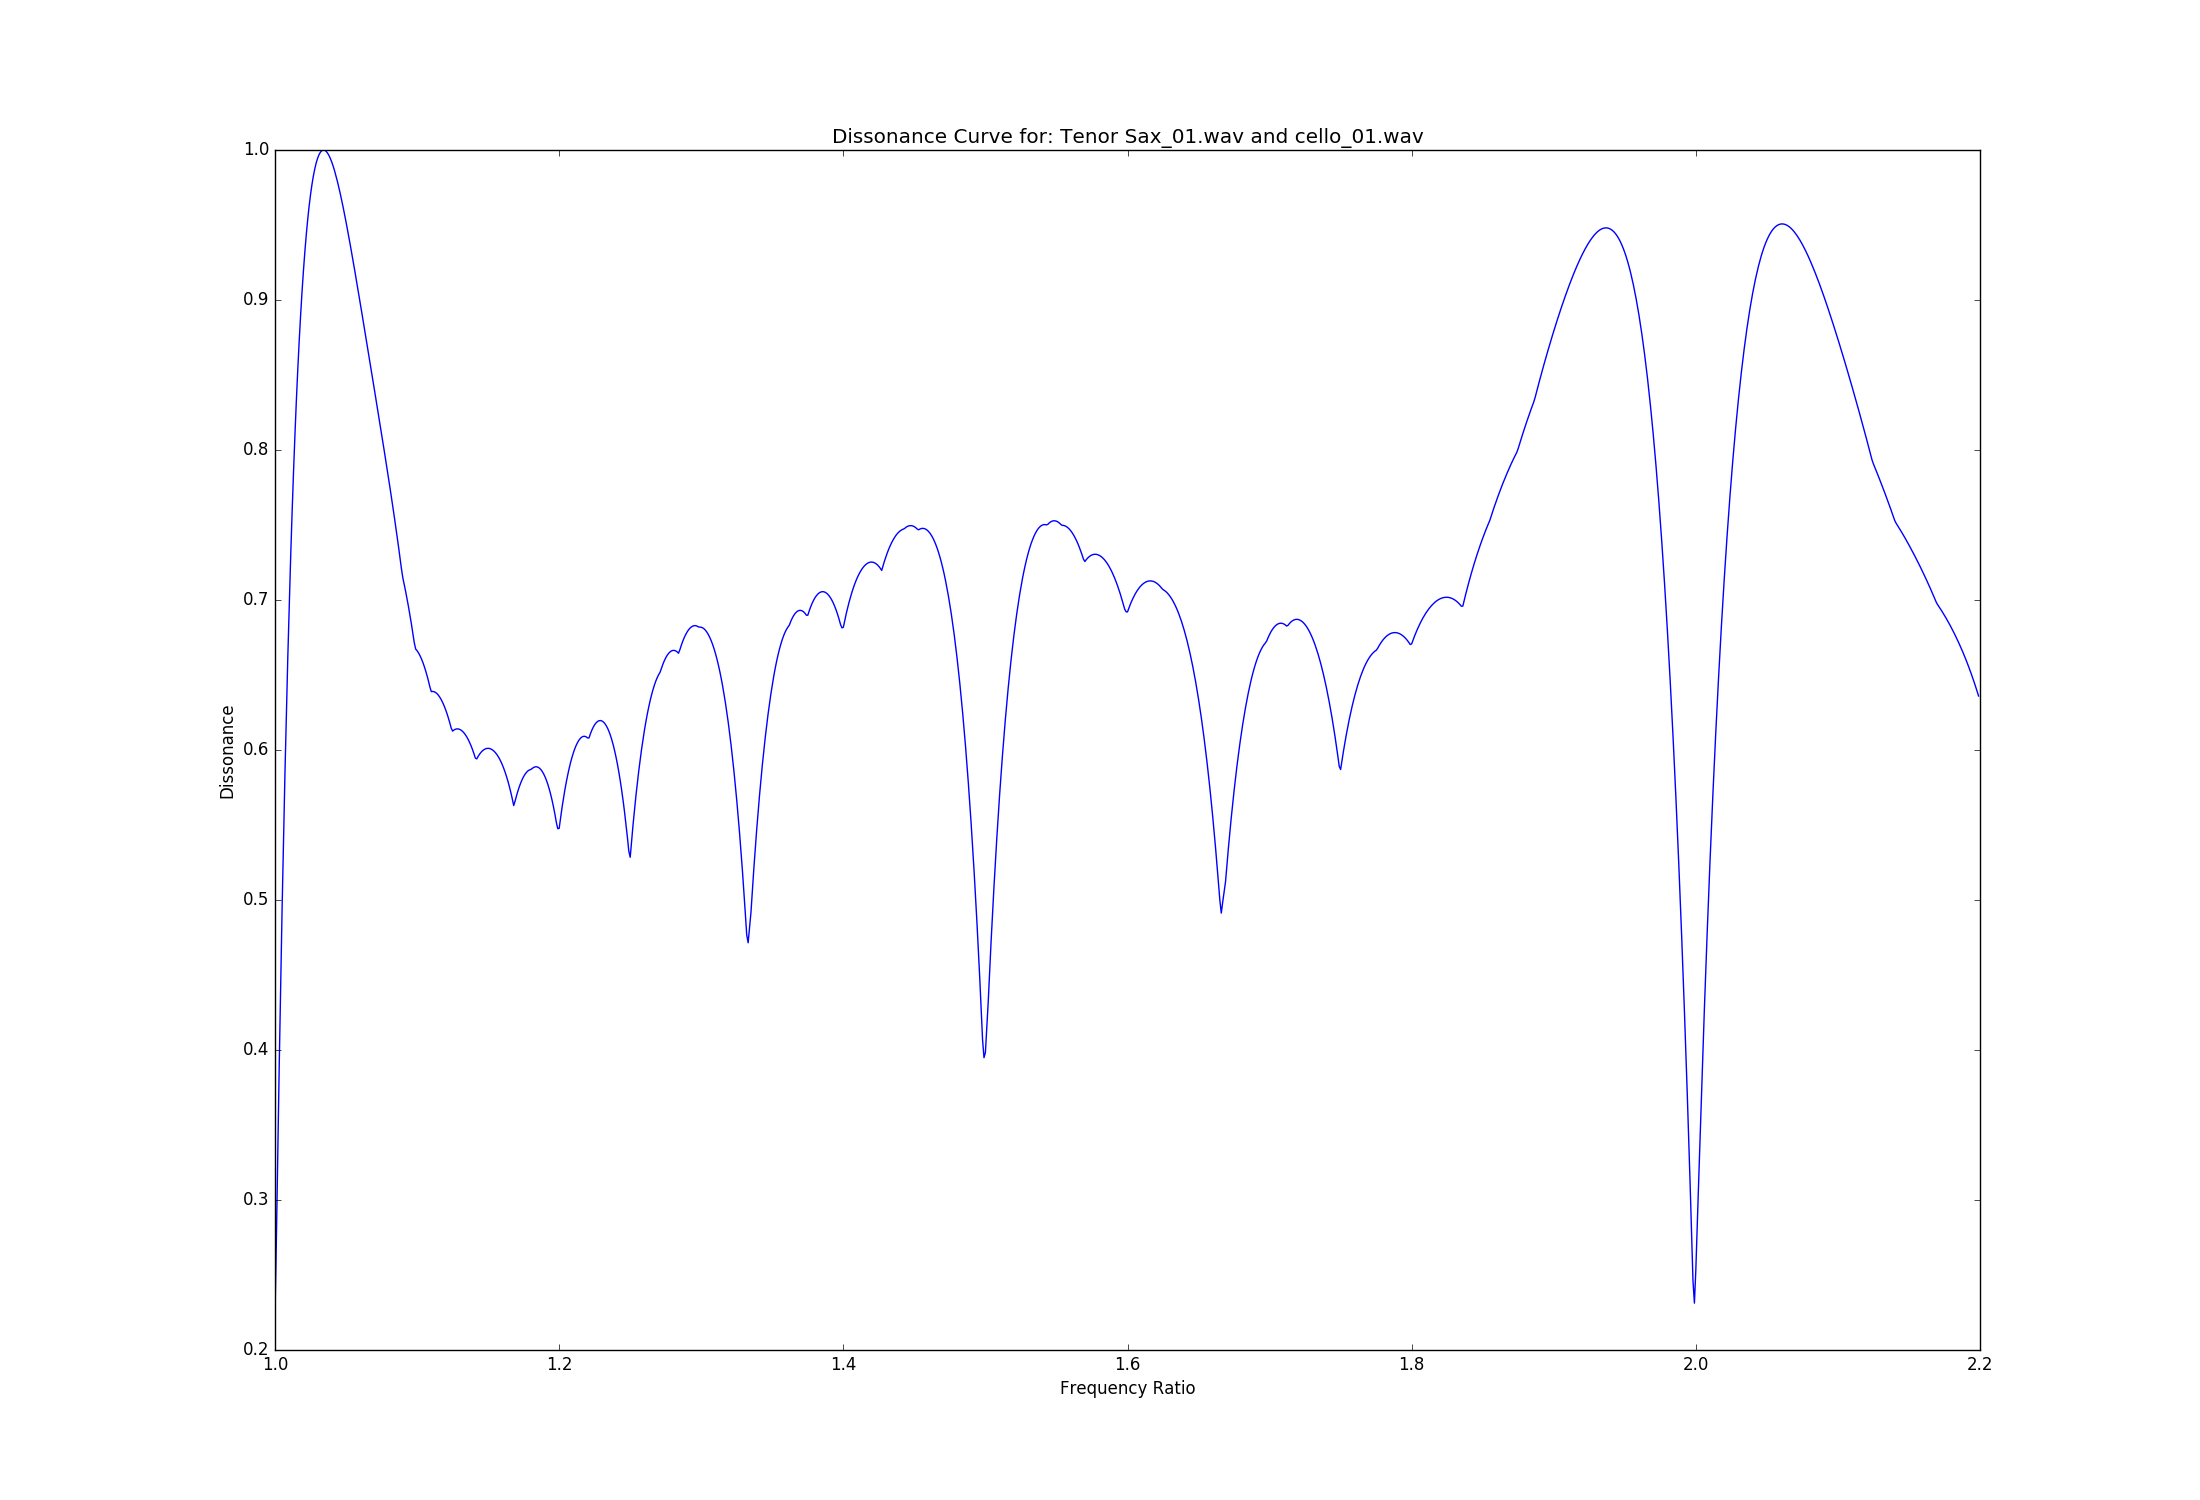 Dissonance Curve for: Tenor Sax_01.wav and cello_01.wav
1.0
0.9
0.8
0.7
0.6
0.5
0.4
0.3
0.2
Dissonance
1.0 1.2 1.4 1.6 1.8 2.0 2.2
Frequency Ratio